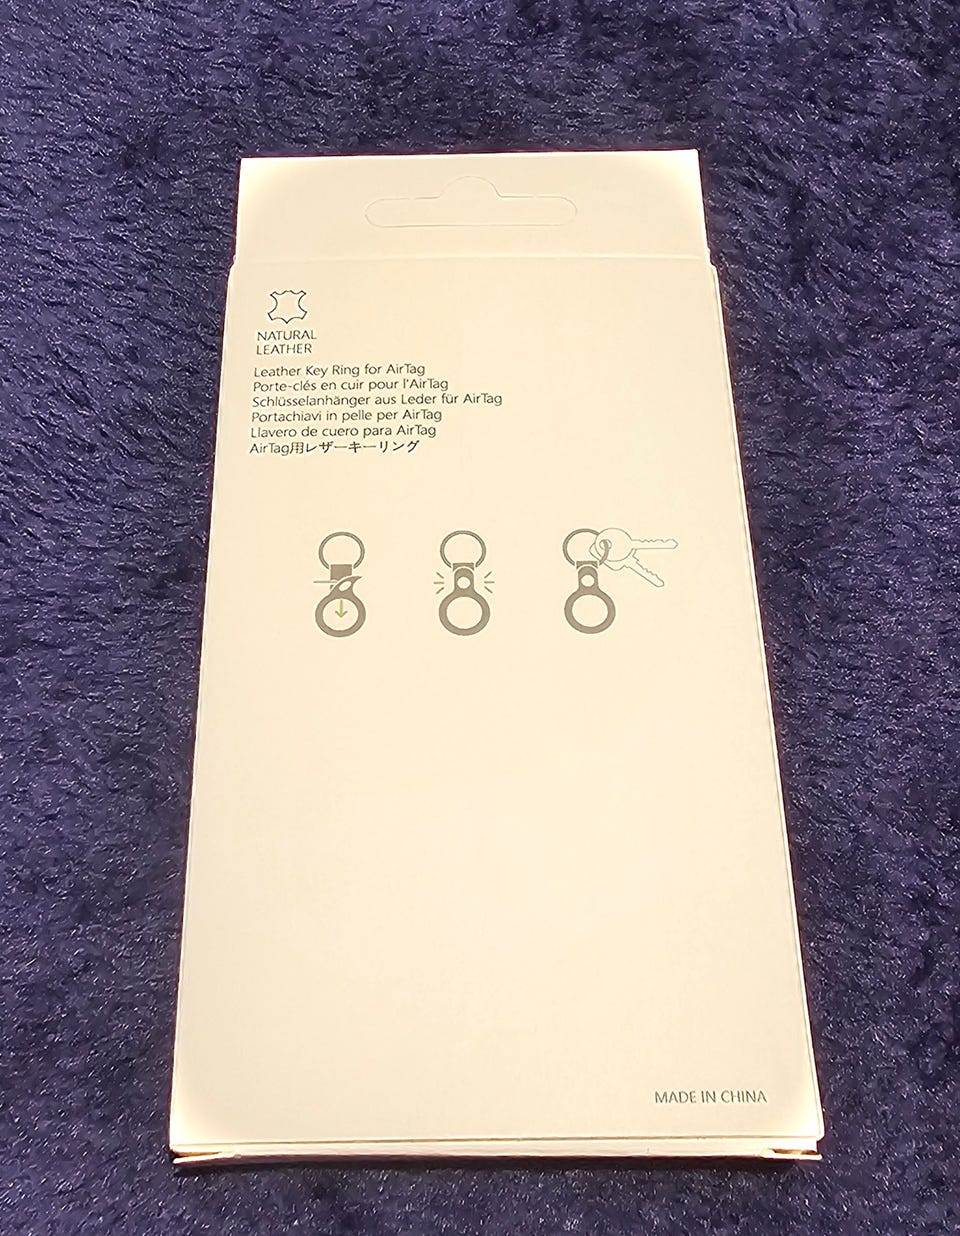 NATURAL
LEATHER
Leather Key Ring for AirTag
Porte-clés en cuir pour l'AirTag
Schlüsselanhänger aus Leder für AirTag
Portachiavi in pelle per AirTag
Llavero de cuero para AirTag
AirTag用レザーキーリング
MADE IN CHINA